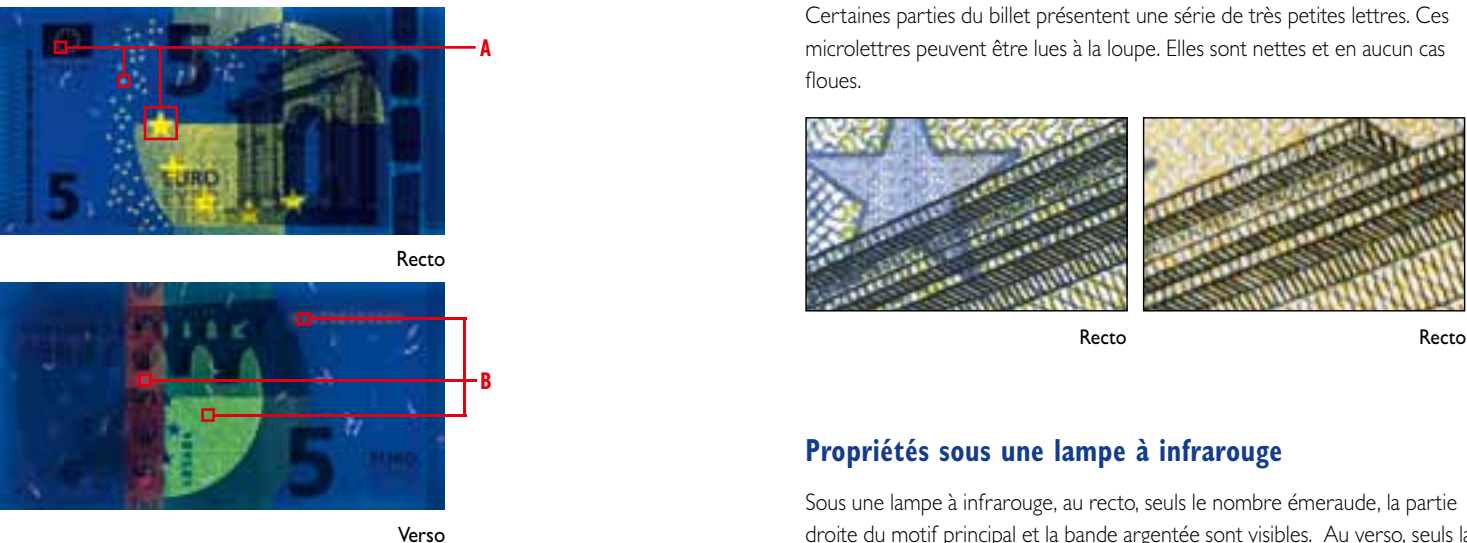 5
A
5
EURO
Recto
B
5
EURO
Verso
Certaines parties du billet présentent une série de très petites lettres. Ces
microlettres peuvent être lues à la loupe. Elles sont nettes et en aucun cas
floues.
Recto
Recto
Propriétés sous une lampe à infrarouge
Sous une lampe à infrarouge, au recto, seuls le nombre émeraude, la partie
droite du motif principal et la bande argentée sont visibles. Au verso, seuls la